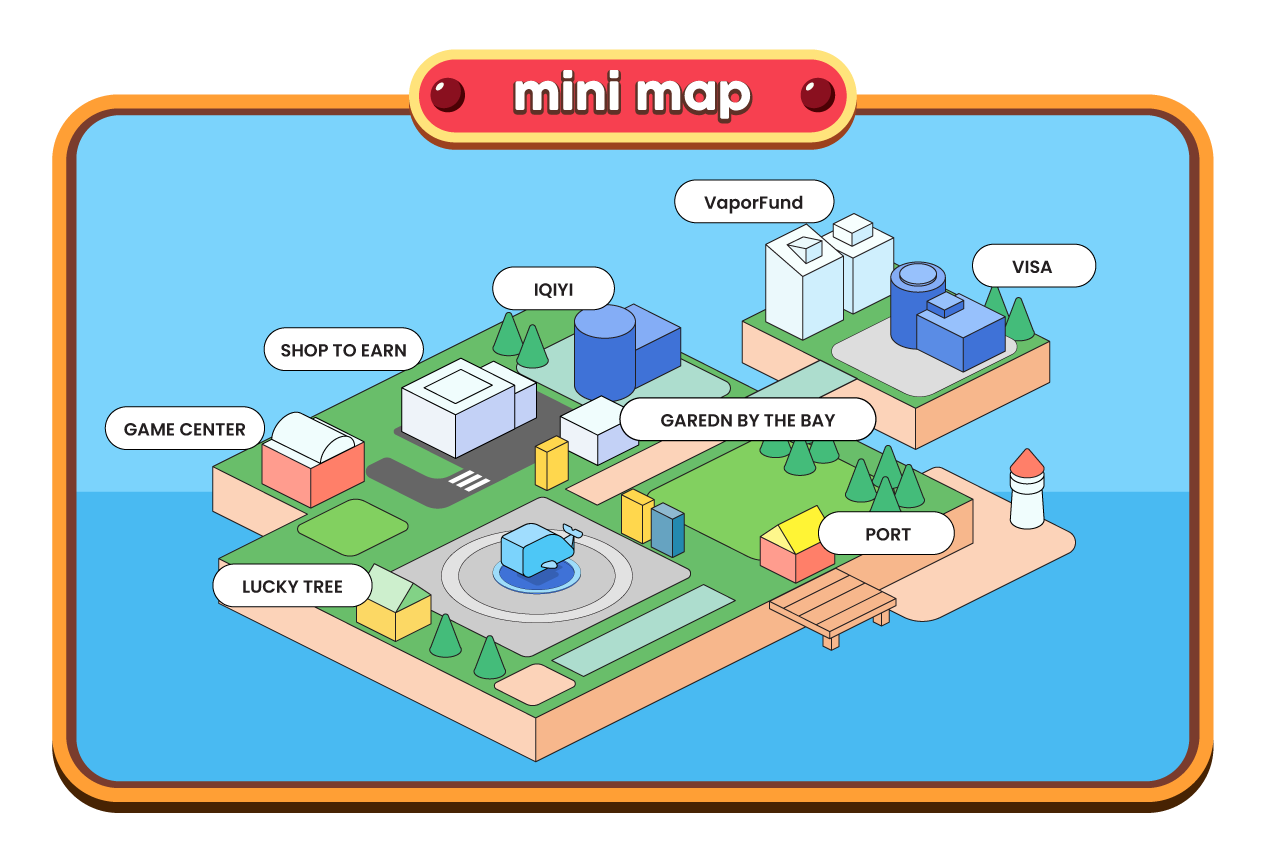 mini map
VaporFund
VISA
IQIYI
SHOP TO EARN
GAME CENTER
GAREDN BY THE BAY
PORT
LUCKY TREE